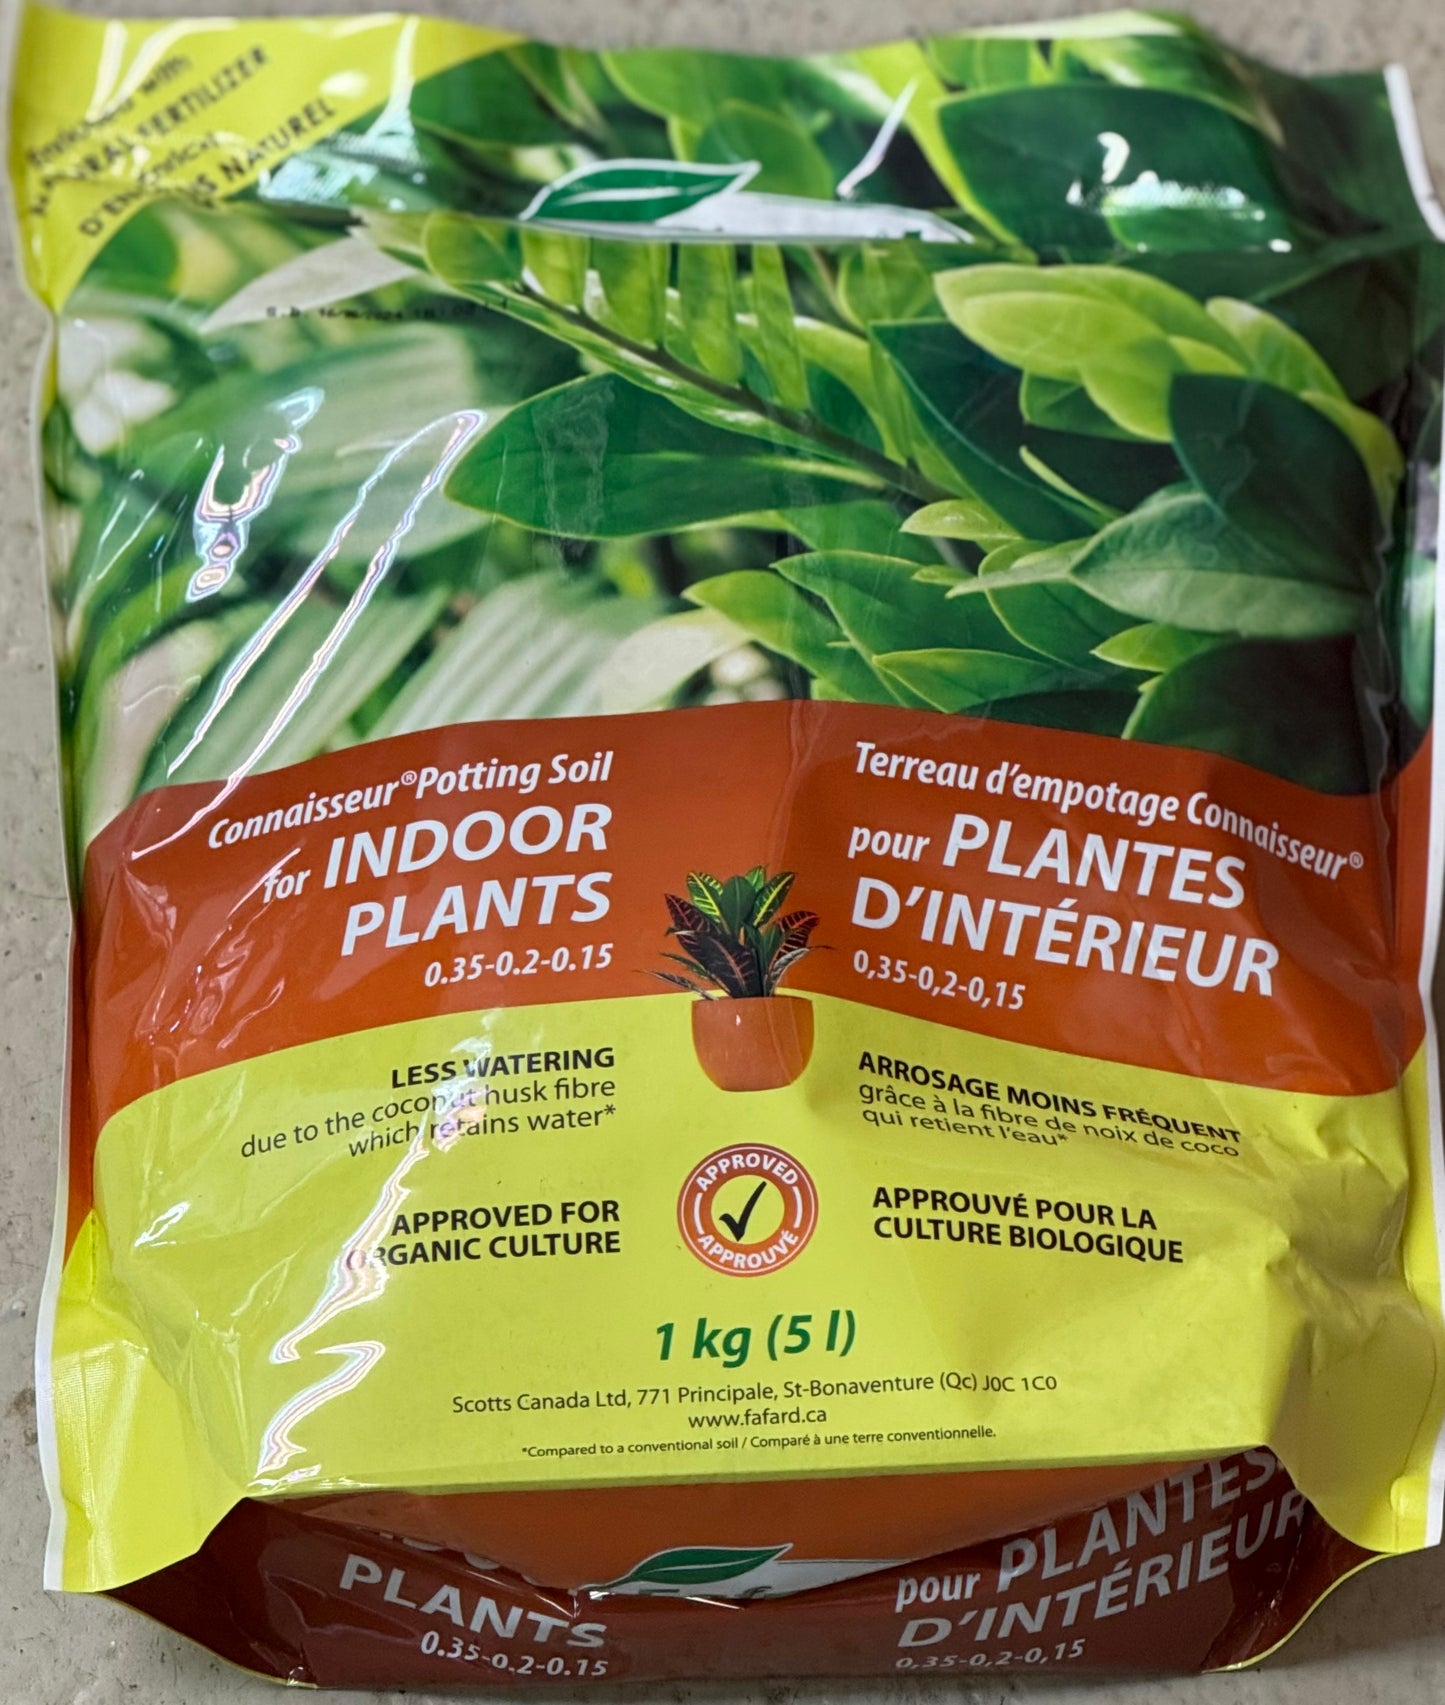 Enriched with
NATURAL FERTILIZER
NATUREL
Connaisseur® Potting Soil
for INDOOR
PLANTS
0.35-0.2-0.15
Terreau d'empotage Connaisseur®
pour PLANTES
D'INTÉRIEUR
0,35-0,2-0,15
LESS WATERING
due to the coconut husk fibre
which retains water*
ARROSAGE MOINS FRÉQUENT
grâce à la fibre de noix de coco
qui retient l'eau*
APPROVED FOR
ORGANIC CULTURE
APPROVED
APPROUVÉ
APPROUVÉ POUR LA
CULTURE BIOLOGIQUE
1 kg (5 l)
Scotts Canada Ltd, 771 Principale, St-Bonaventure (Qc) J0C 1C0
www.fafard.ca
*Compared to a conventional soil / Comparé à une terre conventionnelle.
PLANTS
0.35-0.2-0.15
pour PLANTES
D'INTÉRIEUR
0,35-0,2-0,15